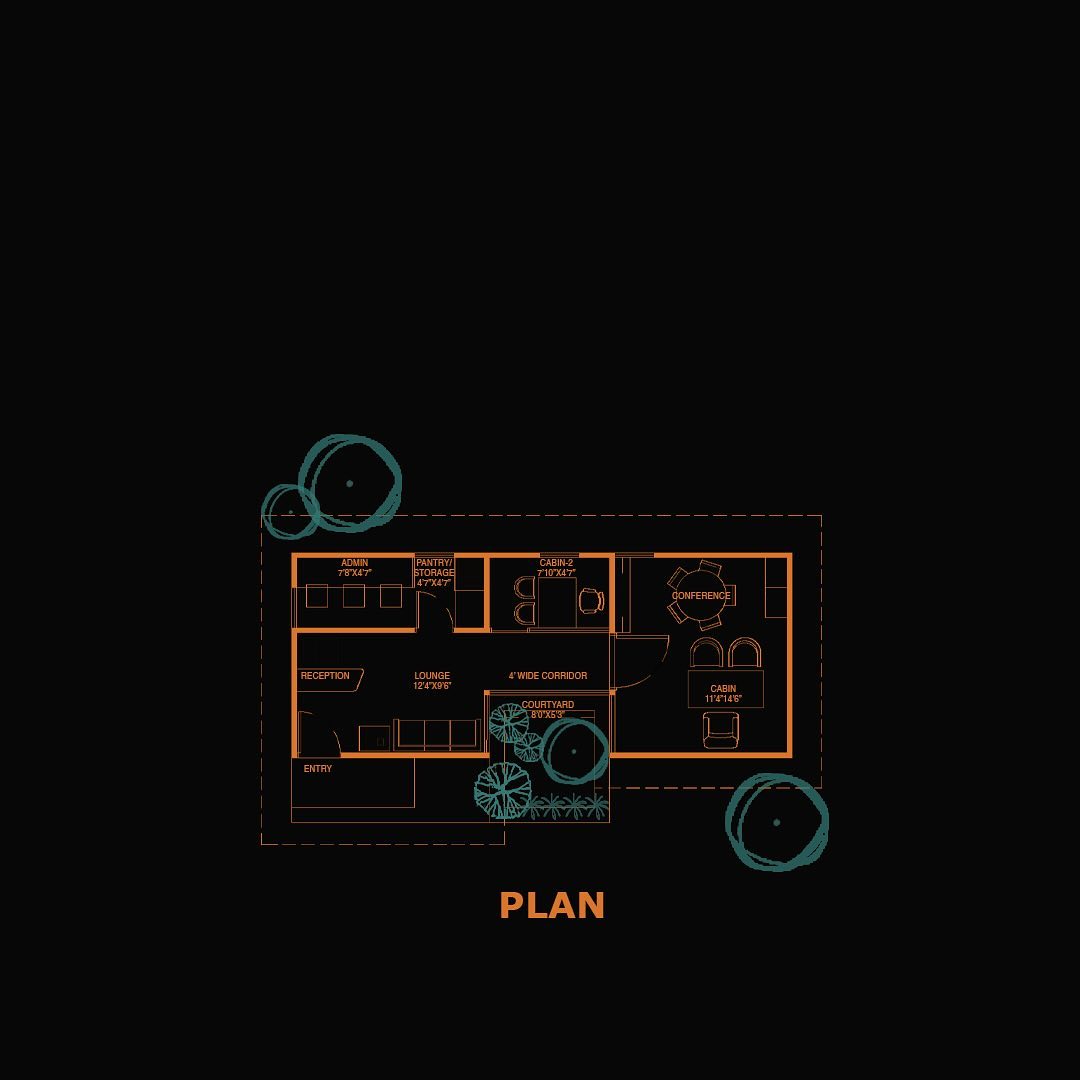 ADMIN
7'8"X4'7"
PANTRY/
STORAGE
4'7"X4'7"
CABIN-2
7'10"X4'7"
CONFERENCE
RECEPTION
LOUNGE
12'4"X9'6"
4' WIDE CORRIDOR
CABIN
11'4"14'6"
COURTYARD
8'0"X5'3"
ENTRY
PLAN